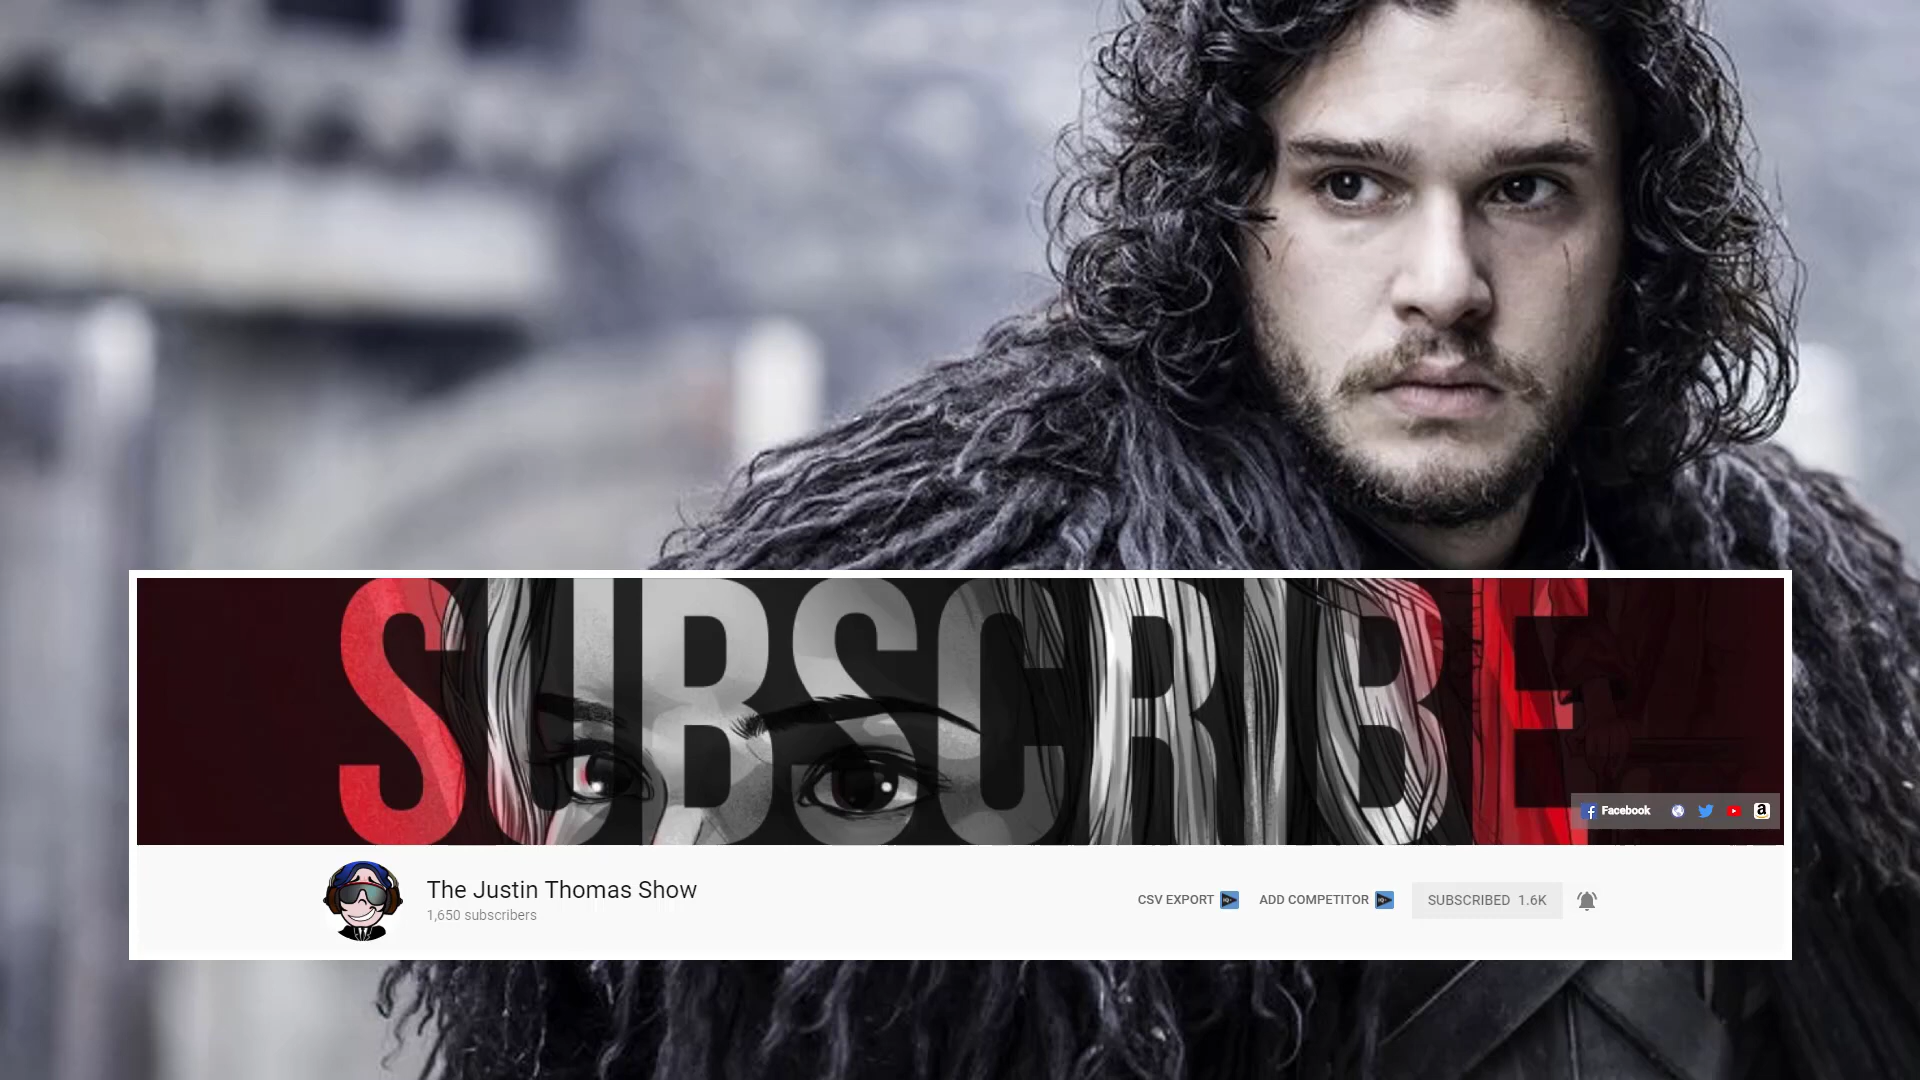 SUBSCRIBE
Facebook
The Justin Thomas Show
1,650 subscribers
CSV EXPORT
ADD COMPETITOR
SUBSCRIBED 1.6K